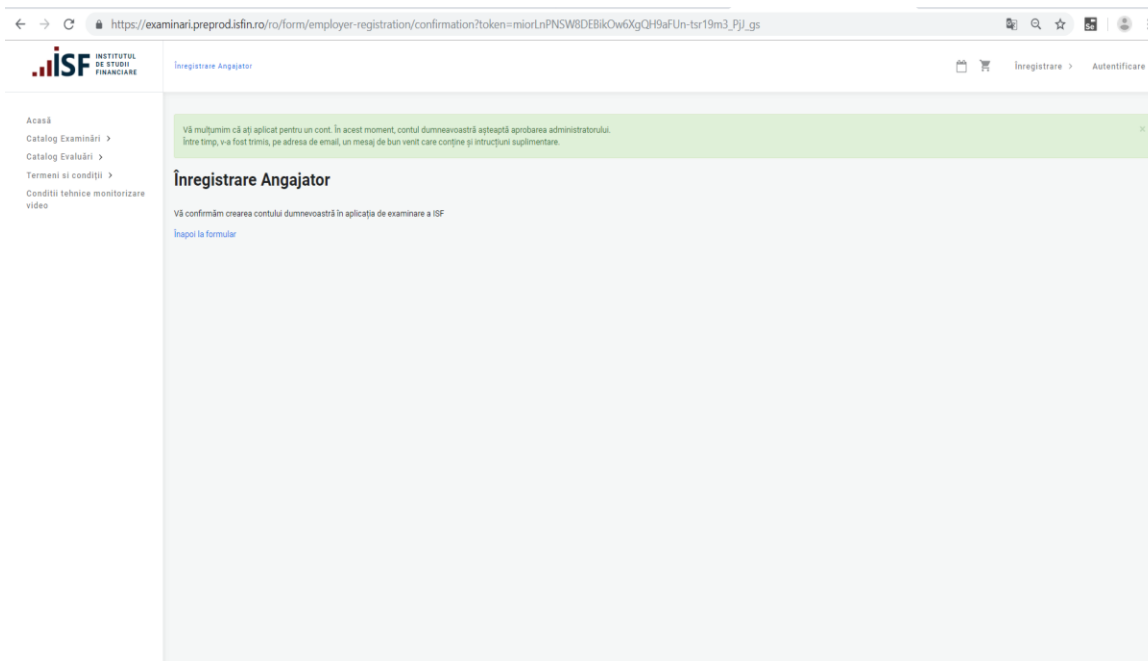 https://examinari.preprod.isfin.ro/ro/form/employer-registration/confirmation?token=miorLnPNSW8DEBikOw6XgQH9aFUn-tsr19m3_PjJ_gs
Se
İSF INSTITUTUL
DE STUDII
FINANCIARE
Înregistrare Angajator
Înregistrare >
Autentificare
Acasă
Catalog Examinări >
Catalog Evaluări >
Termeni si condiții >
Conditii tehnice monitorizare
video
Vă mulțumim că ați aplicat pentru un cont. În acest moment, contul dumneavoastră așteaptă aprobarea administratorului.
Între timp, v-a fost trimis, pe adresa de email, un mesaj de bun venit care conține și intrucțiuni suplimentare.
×
Înregistrare Angajator
Vă confirmăm crearea contului dumnevoastră în aplicația de examinare a ISF
Înapoi la formular